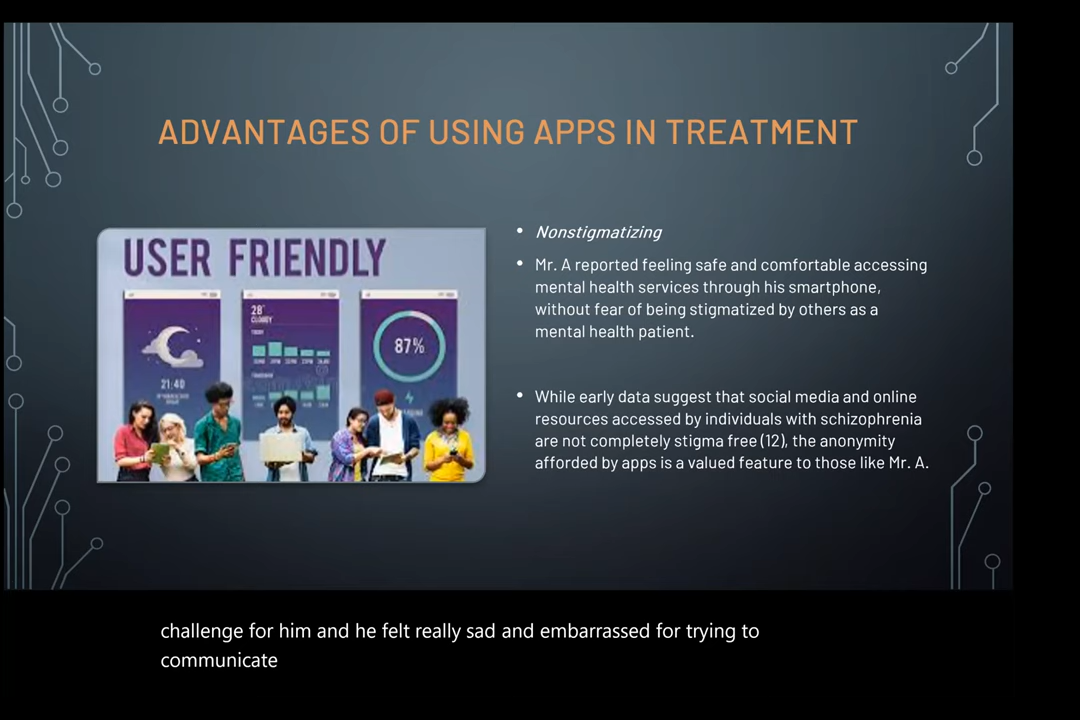 ADVANTAGES OF USING APPS IN TREATMENT
USER FRIENDLY
28°
CLOUDY
87%
21:40
• Nonstigmatizing
• Mr. A reported feeling safe and comfortable accessing
mental health services through his smartphone,
without fear of being stigmatized by others as a
mental health patient.
• While early data suggest that social media and online
resources accessed by individuals with schizophrenia
are not completely stigma free (12), the anonymity
afforded by apps is a valued feature to those like Mr. A.
challenge for him and he felt really sad and embarrassed for trying to
communicate